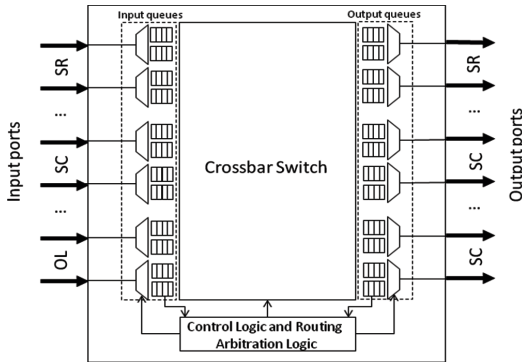 Input queues
Output queues
SR
...
SC
...
OL
Input ports
Crossbar Switch
SR
...
SC
...
SC
Output ports
Control Logic and Routing
Arbitration Logic